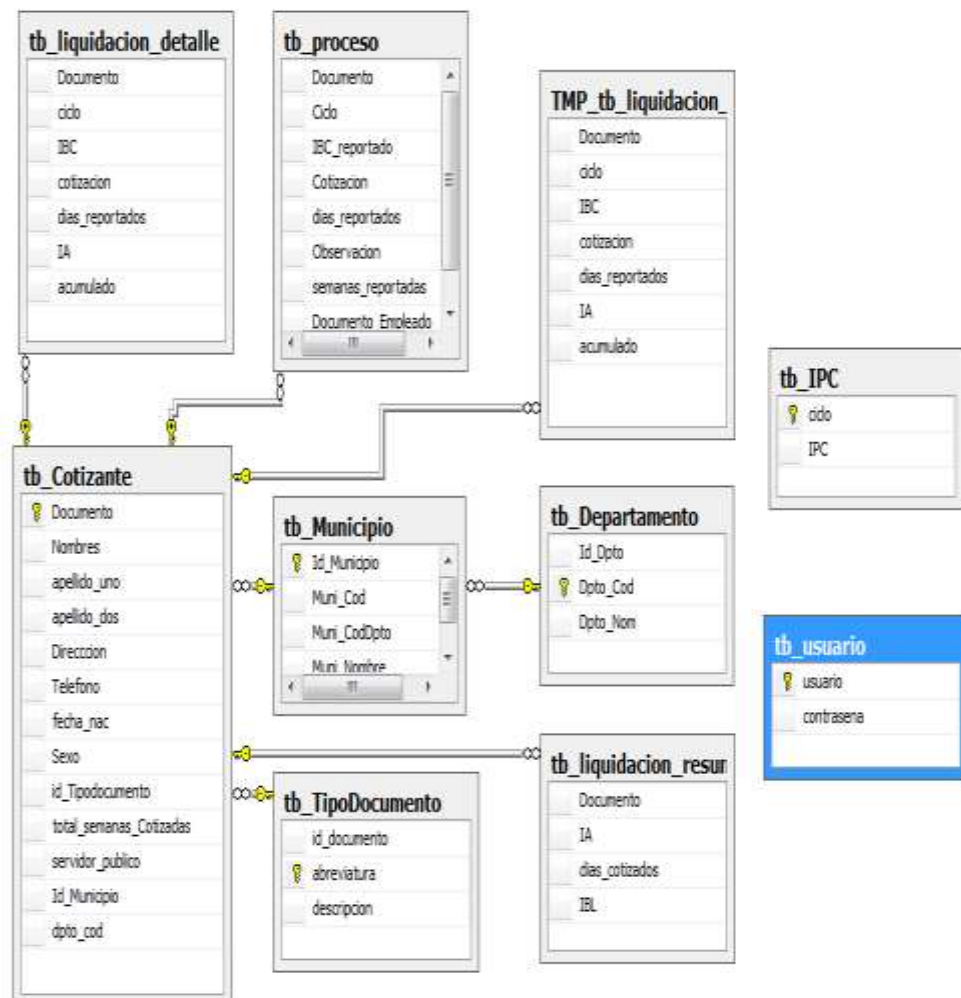 tb_liquidacion_detalle
Documento
ciclo
IBC
cotizacion
dias_reportados
IA
acumulado
tb_proceso
Documento
Ciclo
IBC_reportado
Cotizacion
dias_reportados
Observacion
semanas_reportadas
Documento_Empleado
TMP_tb_liquidacion_
Documento
ciclo
IBC
cotizacion
dias_reportados
IA
acumulado
tb_IPC
ciclo
IPC
tb_Cotizante
Documento
Nombres
apellido_uno
apellido_dos
Direcccion
Telefono
fecha_nac
Sexo
id_Tipodocumento
total_semanas_Cotizadas
servidor_publico
Id_Municipio
dpto_cod
tb_Municipio
Id_Municipio
Muni_Cod
Muni_CodDpto
Muni_Nombre
tb_Departamento
Id_Dpto
Dpto_Cod
Dpto_Nom
tb_usuario
usuario
contrasena
tb_TipoDocumento
id_documento
abreviatura
descripcion
tb_liquidacion_resur
Documento
IA
dias_cotizados
IBL